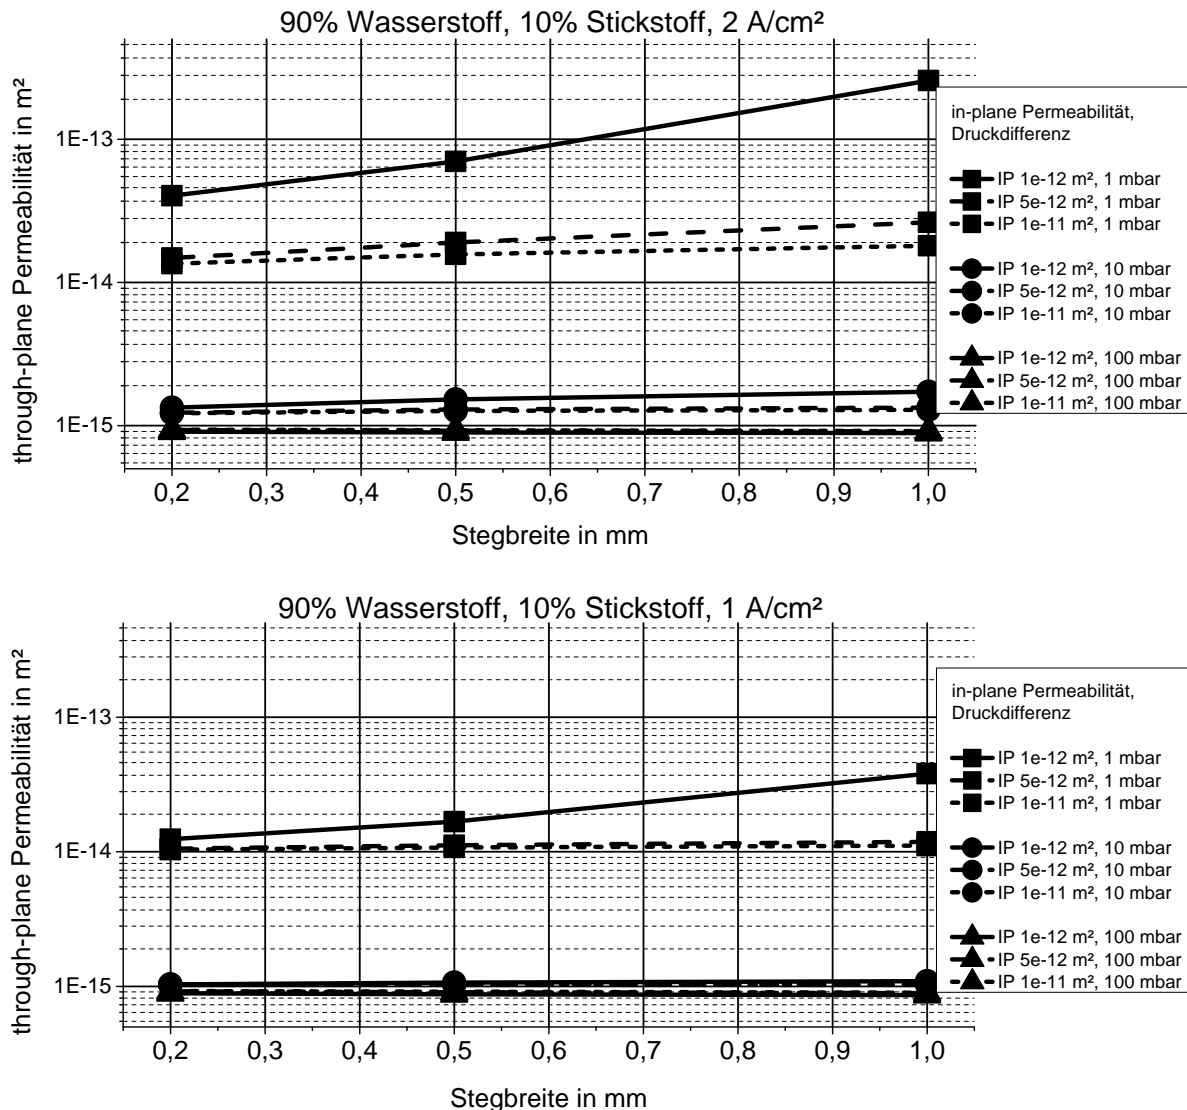 90% Wasserstoff, 10% Stickstoff, 2 A/cm²
through-plane Permeabilität in m²
1E-13
1E-14
1E-15
0,2 0,3 0,4 0,5 0,6 0,7 0,8 0,9 1,0
Stegbreite in mm
in-plane Permeabilität,
Druckdifferenz
IP 1e-12 m², 1 mbar
IP 5e-12 m², 1 mbar
IP 1e-11 m², 1 mbar
IP 1e-12 m², 10 mbar
IP 5e-12 m², 10 mbar
IP 1e-11 m², 10 mbar
IP 1e-12 m², 100 mbar
IP 5e-12 m², 100 mbar
IP 1e-11 m², 100 mbar
90% Wasserstoff, 10% Stickstoff, 1 A/cm²
through-plane Permeabilität in m²
1E-13
1E-14
1E-15
0,2 0,3 0,4 0,5 0,6 0,7 0,8 0,9 1,0
Stegbreite in mm
in-plane Permeabilität,
Druckdifferenz
IP 1e-12 m², 1 mbar
IP 5e-12 m², 1 mbar
IP 1e-11 m², 1 mbar
IP 1e-12 m², 10 mbar
IP 5e-12 m², 10 mbar
IP 1e-11 m², 10 mbar
IP 1e-12 m², 100 mbar
IP 5e-12 m², 100 mbar
IP 1e-11 m², 100 mbar